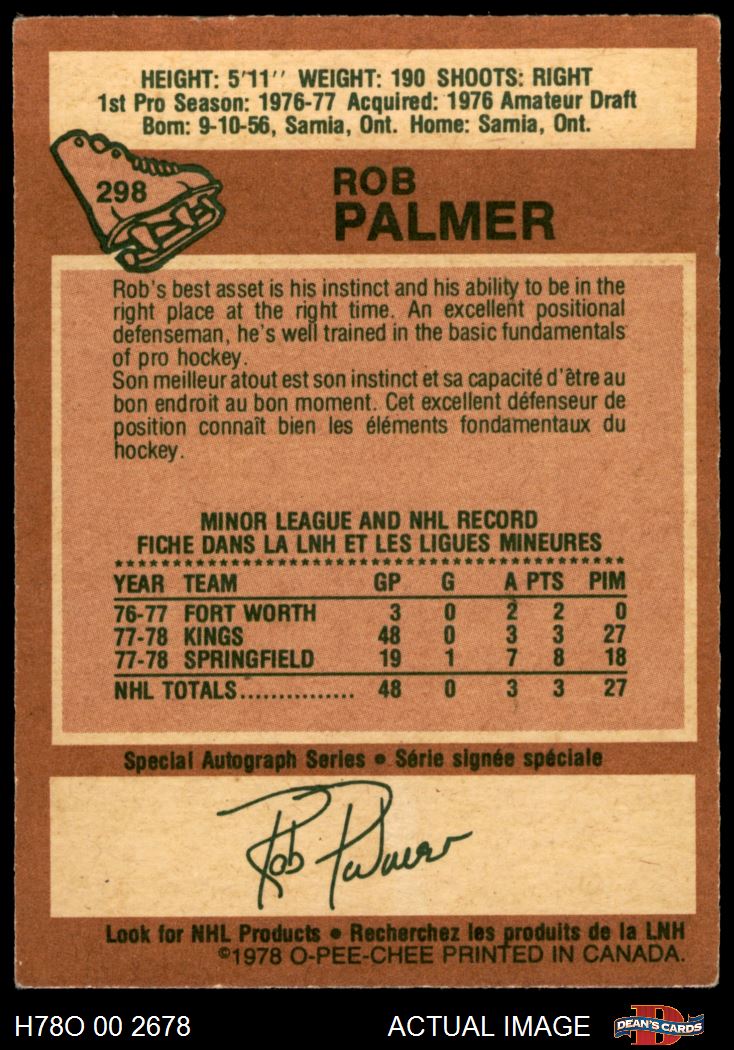 HEIGHT: 5'11'' WEIGHT: 190 SHOOTS: RIGHT
1st Pro Season: 1976-77 Acquired: 1976 Amateur Draft
Born: 9-10-56, Sarnia, Ont. Home: Sarnia, Ont.
298
ROB
PALMER
Rob's best asset is his instinct and his ability to be in the
right place at the right time. An excellent positional
defenseman, he's well trained in the basic fundamentals
of pro hockey.
Son meilleur atout est son instinct et sa capacité d'être au
bon endroit au bon moment. Cet excellent défenseur de
position connaît bien les éléments fondamentaux du
hockey.
MINOR LEAGUE AND NHL RECORD
FICHE DANS LA LNH ET LES LIGUES MINEURES
YEAR TEAM GP G A PTS PIM
76-77 FORT WORTH 3 0 2 2 0
77-78 KINGS 48 0 3 3 27
77-78 SPRINGFIELD 19 1 7 8 18
NHL TOTALS............... 48 0 3 3 27
Special Autograph Series • Série signée spéciale
Rob Palmer
Look for NHL Products • Recherchez les produits de la LNH
©1978 O-PEE-CHEE PRINTED IN CANADA.
H78O 00 2678 ACTUAL IMAGE D DEAN'S CARDS